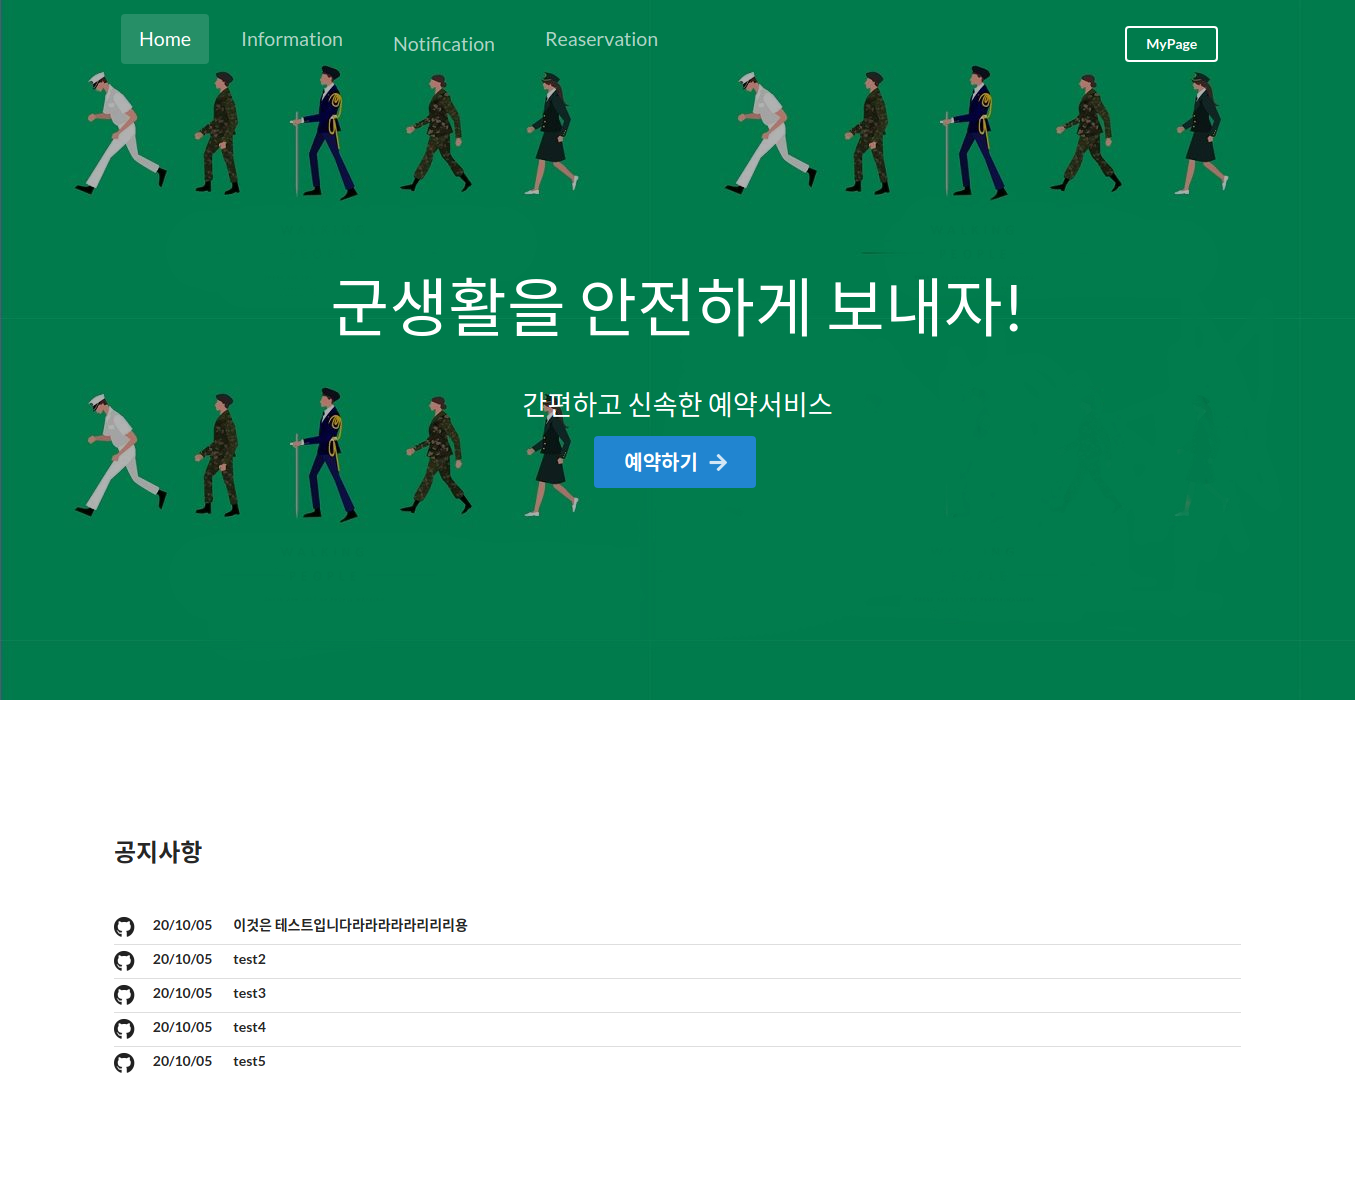 Home Information Notification Reaservation MyPage
군생활을 안전하게 보내자!
간편하고 신속한 예약서비스
예약하기
공지사항
20/10/05 이것은 테스트입니다라라라라라리리리용
20/10/05 test2
20/10/05 test3
20/10/05 test4
20/10/05 test5